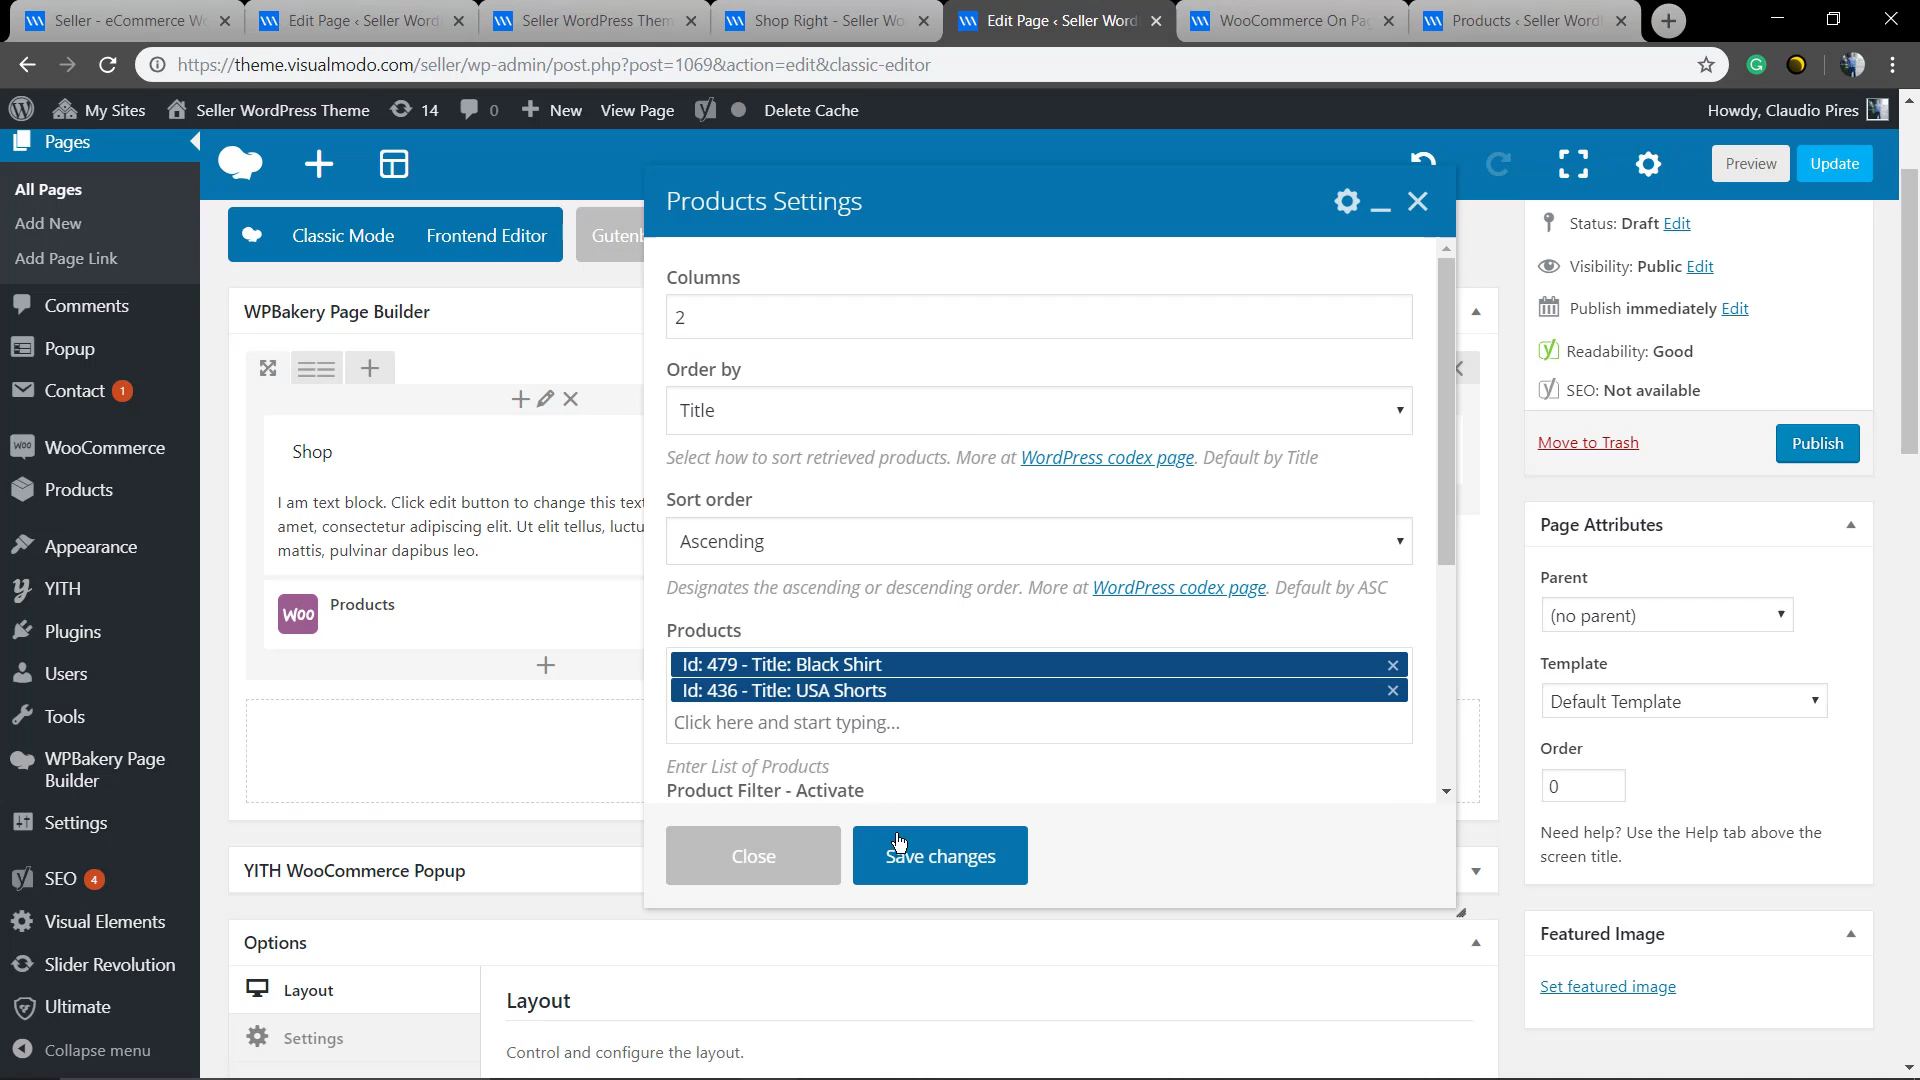 Seller - eCommerce Wo
Edit Page ‹ Seller Word
Seller WordPress Them
Shop Right - Seller Wo
Edit Page ‹ Seller Word
WooCommerce On Pag
Products ‹ Seller Word
https://theme.visualmodo.com/seller/wp-admin/post.php?post=1069&action=edit&classic-editor
My Sites
Seller WordPress Theme
14
0
New
View Page
Delete Cache
Howdy, Claudio Pires
Pages
All Pages
Add New
Add Page Link
Comments
Popup
Contact 1
WooCommerce
Products
Appearance
YITH
Plugins
Users
Tools
WPBakery Page
Builder
Settings
SEO 4
Visual Elements
Slider Revolution
Ultimate
Collapse menu
Preview
Update
Classic Mode
Frontend Editor
Gutenb
WPBakery Page Builder
Shop
I am text block. Click edit button to change this text
amet, consectetur adipiscing elit. Ut elit tellus, luctu
mattis, pulvinar dapibus leo.
Woo
Products
YITH WooCommerce Popup
Options
Layout
Settings
Layout
Control and configure the layout.
Products Settings
Columns
2
Order by
Title
Select how to sort retrieved products. More at WordPress codex page. Default by Title
Sort order
Ascending
Designates the ascending or descending order. More at WordPress codex page. Default by ASC
Products
Id: 479 - Title: Black Shirt
Id: 436 - Title: USA Shorts
Click here and start typing...
Enter List of Products
Product Filter - Activate
Close
Save changes
Status: Draft Edit
Visibility: Public Edit
Publish immediately Edit
Readability: Good
SEO: Not available
Move to Trash
Publish
Page Attributes
Parent
(no parent)
Template
Default Template
Order
0
Need help? Use the Help tab above the
screen title.
Featured Image
Set featured image